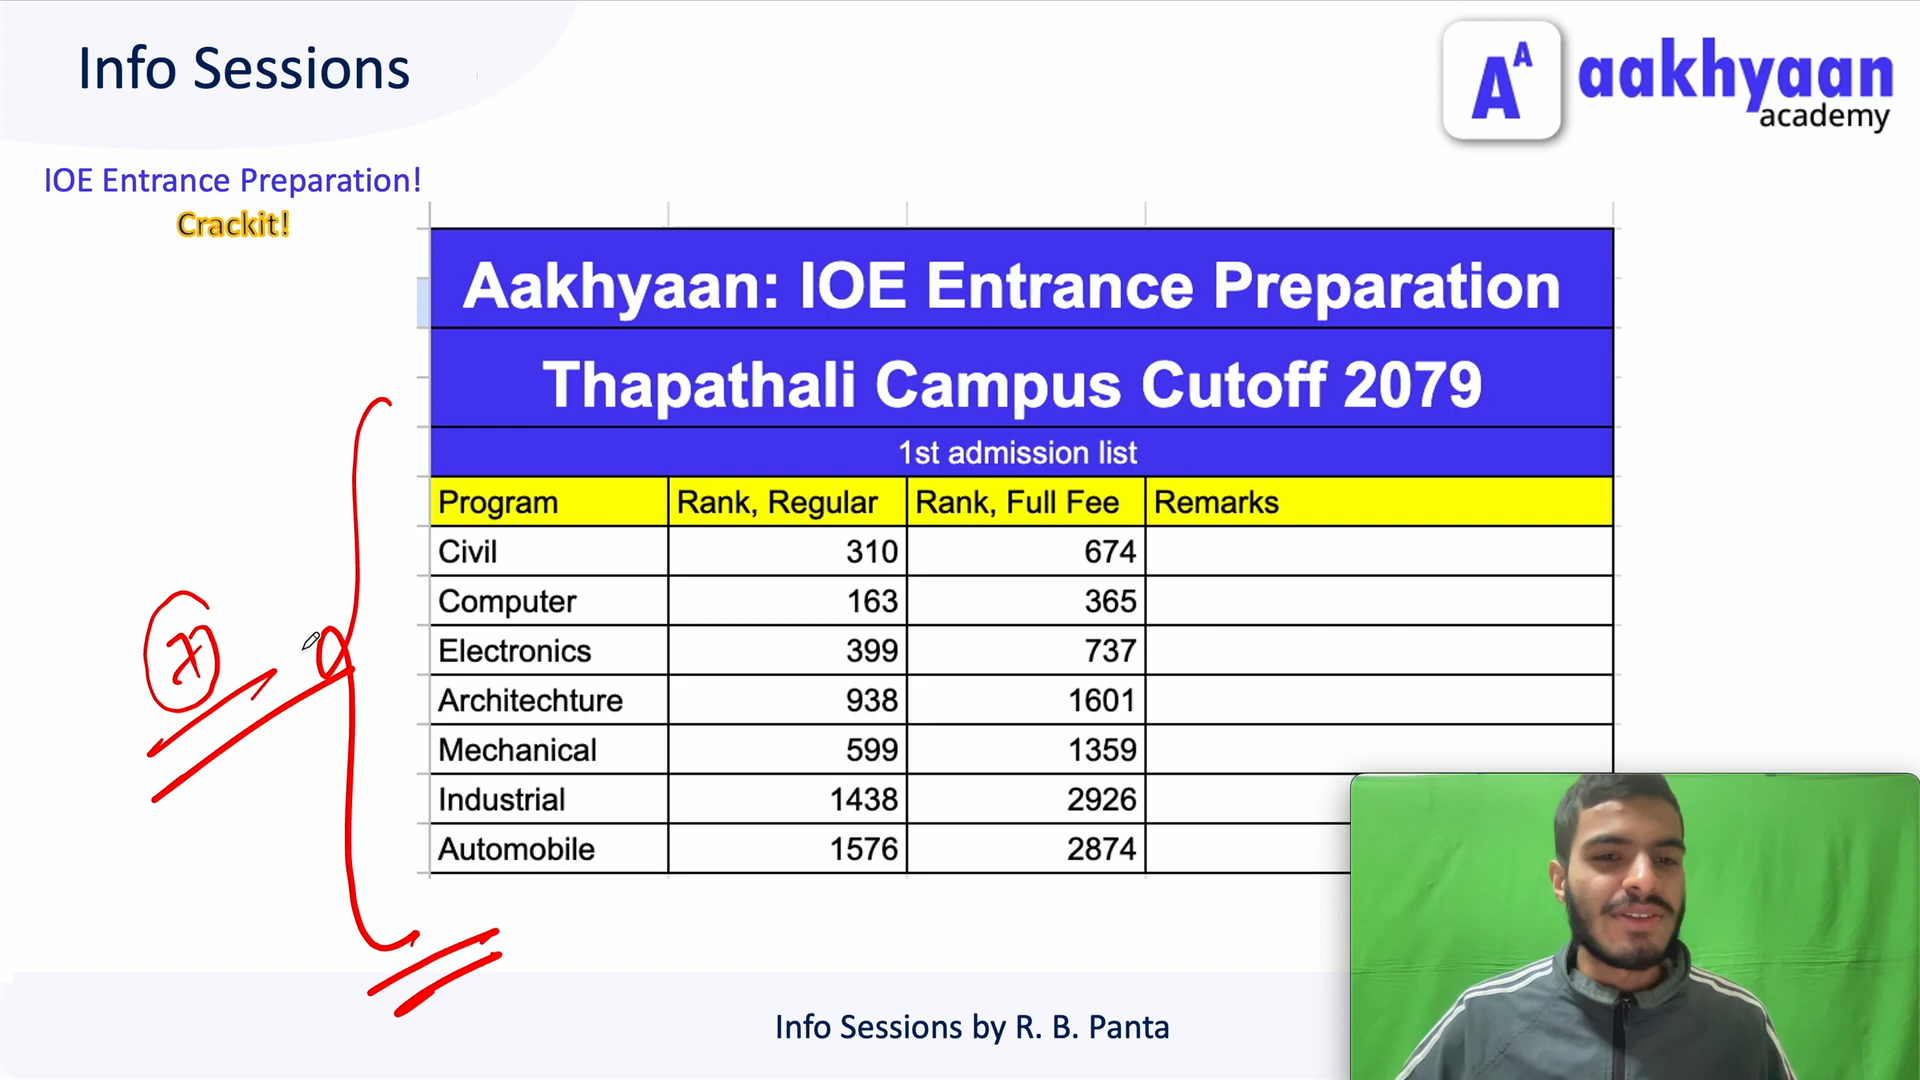 Info Sessions
AA
aakhyaan
academy
IOE Entrance Preparation!
Crackit!
Aakhyaan: IOE Entrance Preparation
Thapathali Campus Cutoff 2079
1st admission list
Program Rank, Regular Rank, Full Fee Remarks
Civil 310 674
Computer 163 365
Electronics 399 737
Architechture 938 1601
Mechanical 599 1359
Industrial 1438 2926
Automobile 1576 2874
Info Sessions by R. B. Panta